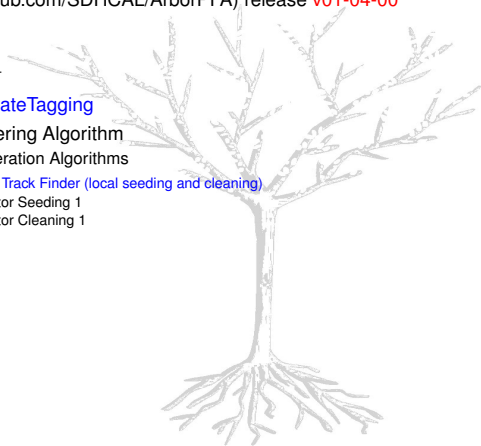 ub.com/SDHCAL/ArborPFA) release v01-04-00
ateTagging
ering Algorithm
eration Algorithms
Track Finder (local seeding and cleaning)
tor Seeding 1
tor Cleaning 1